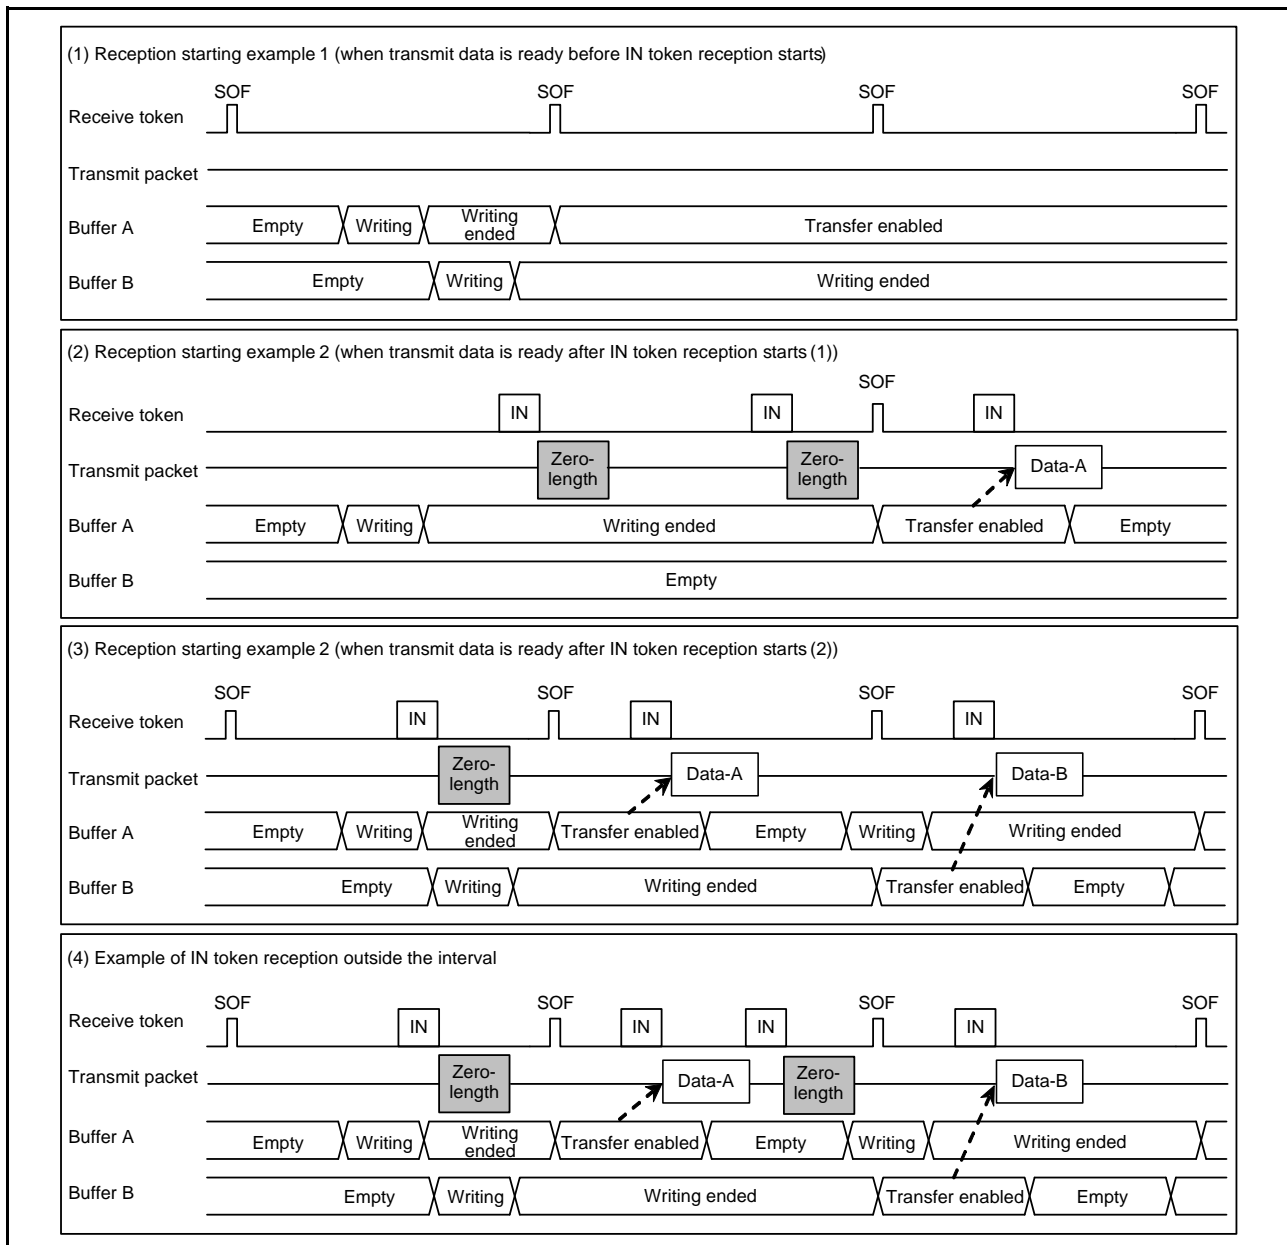 (1) Reception starting example 1 (when transmit data is ready before IN token reception starts)
SOF SOF SOF SOF
Receive token
Transmit packet
Buffer A Empty Writing Writing ended Transfer enabled
Buffer B Empty Writing Writing ended
(2) Reception starting example 2 (when transmit data is ready after IN token reception starts (1))
SOF
Receive token IN IN IN
Transmit packet Zero-length Zero-length Data-A
Buffer A Empty Writing Writing ended Transfer enabled Empty
Buffer B Empty
(3) Reception starting example 2 (when transmit data is ready after IN token reception starts (2))
SOF SOF SOF SOF
Receive token IN IN IN
Transmit packet Zero-length Data-A Data-B
Buffer A Empty Writing Writing ended Transfer enabled Empty Writing Writing ended
Buffer B Empty Writing Writing ended Transfer enabled Empty
(4) Example of IN token reception outside the interval
SOF SOF SOF SOF
Receive token IN IN IN IN
Transmit packet Zero-length Data-A Zero-length Data-B
Buffer A Empty Writing Writing ended Transfer enabled Empty Writing Writing ended
Buffer B Empty Writing Writing ended Transfer enabled Empty